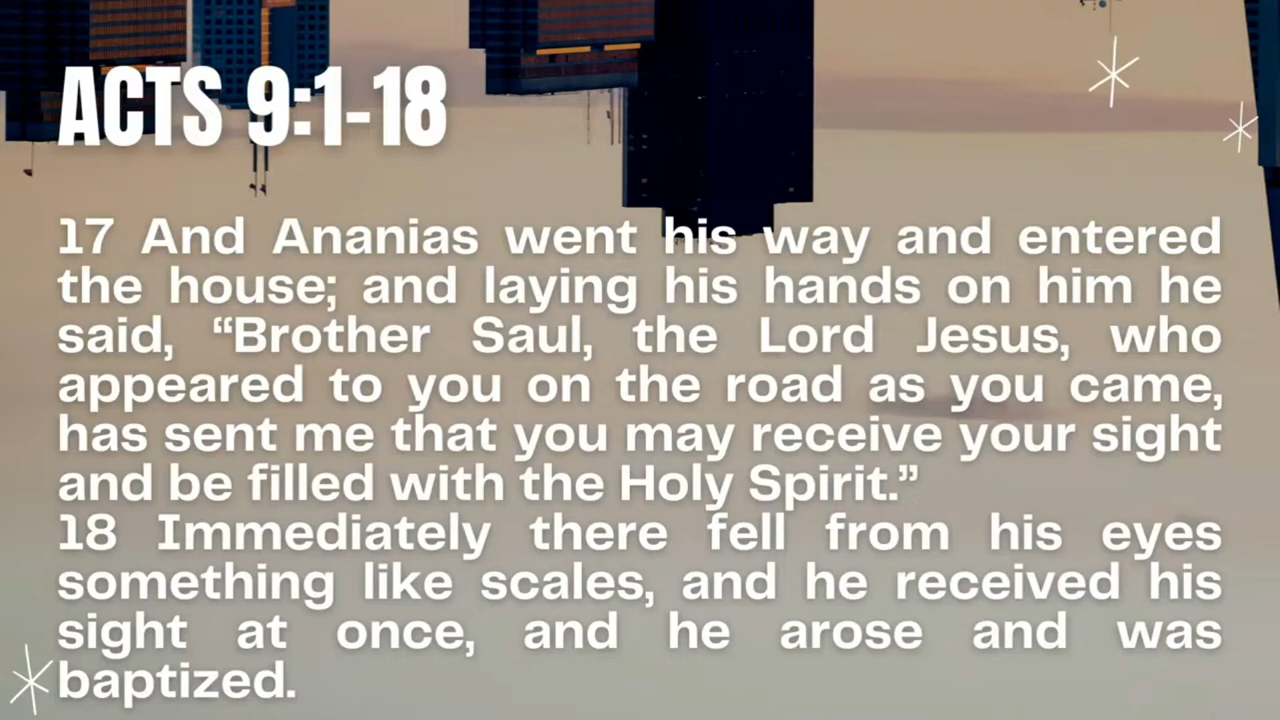 ACTS 9:1-18
17 And Ananias went his way and entered
the house; and laying his hands on him he
said, “Brother Saul, the Lord Jesus, who
appeared to you on the road as you came,
has sent me that you may receive your sight
and be filled with the Holy Spirit.”
18 Immediately there fell from his eyes
something like scales, and he received his
sight at once, and he arose and was
baptized.